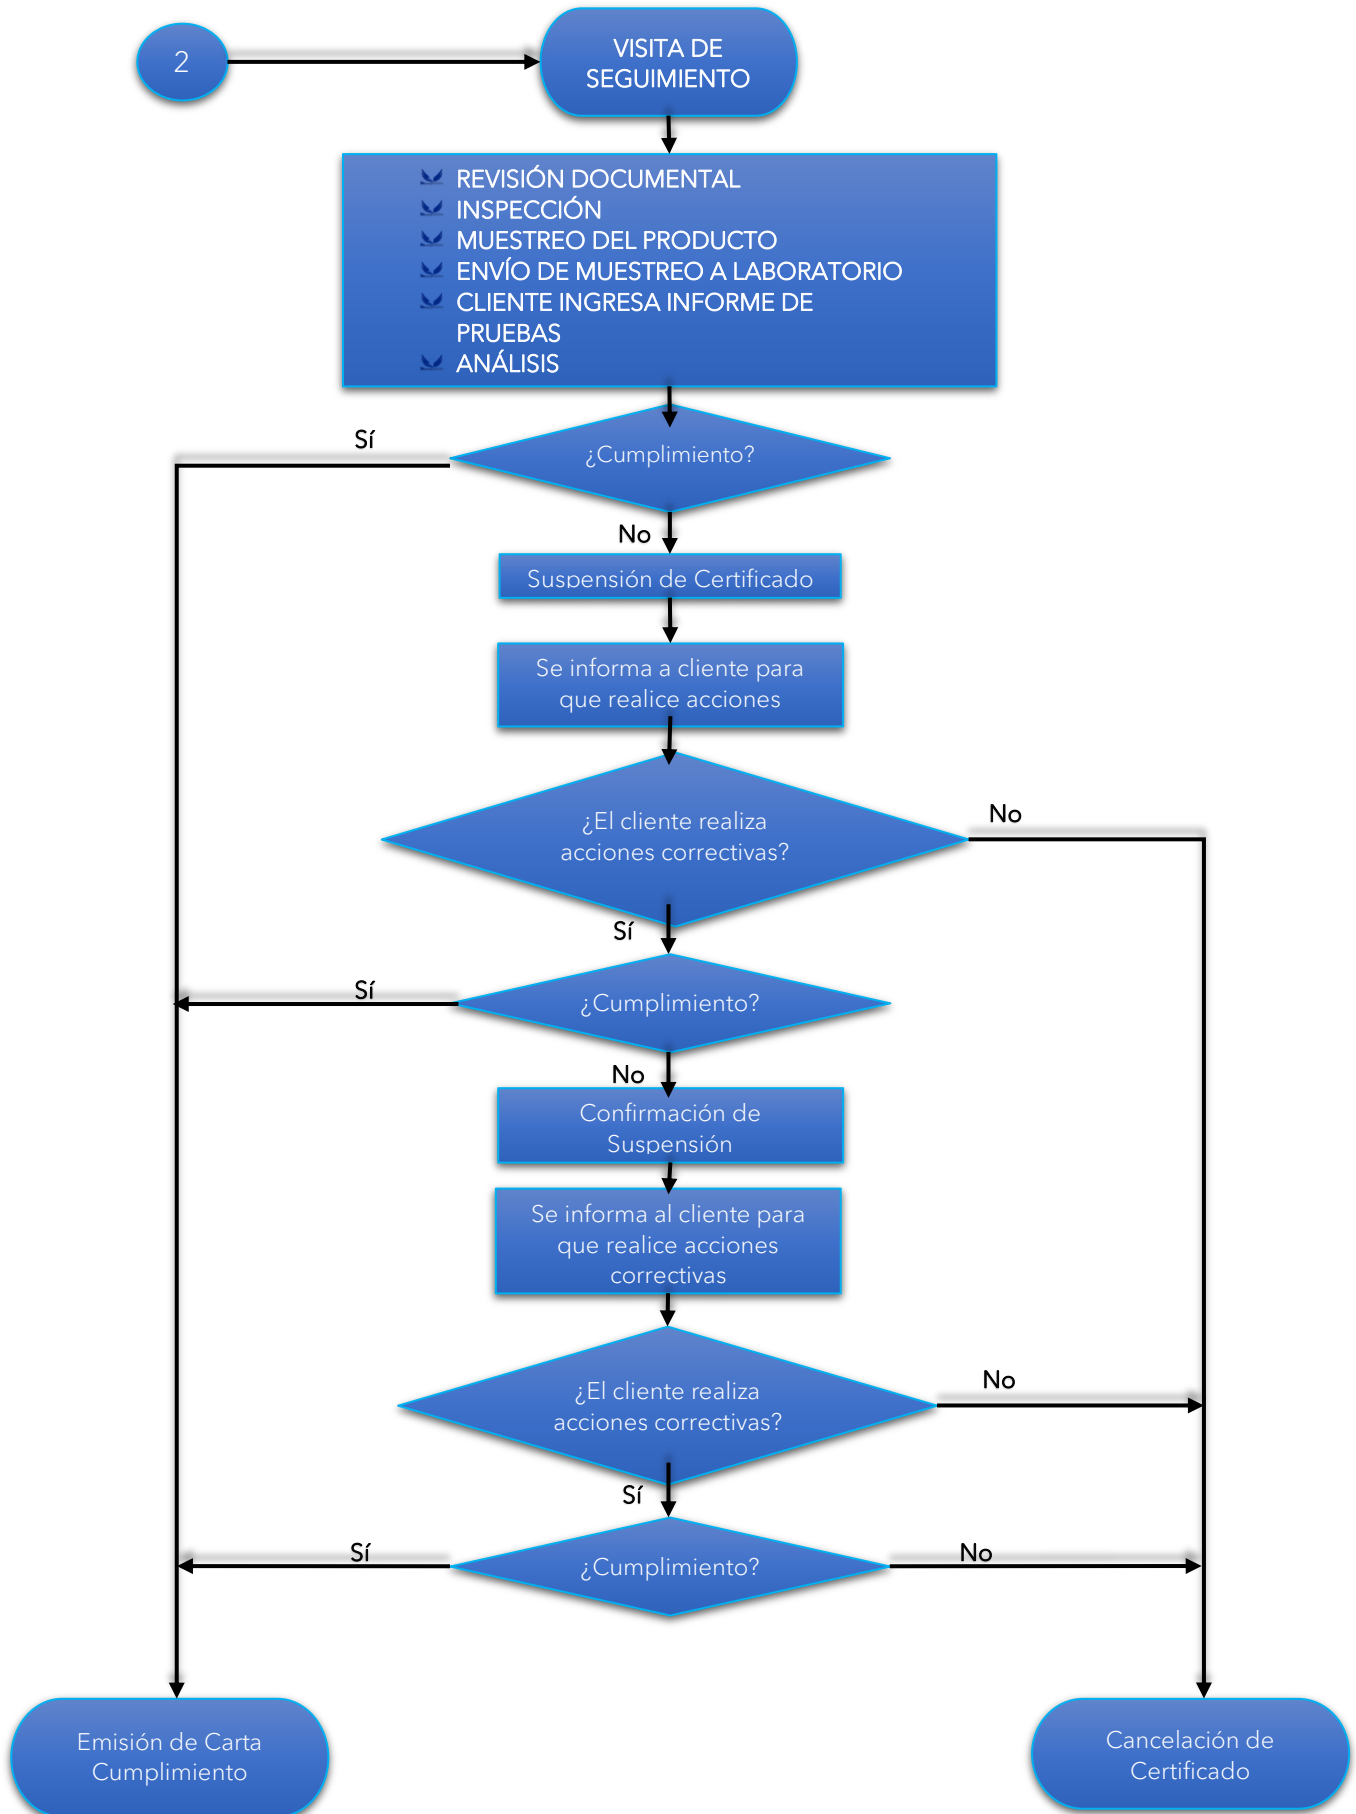 2
VISITA DE
SEGUIMIENTO
REVISIÓN DOCUMENTAL
INSPECCIÓN
MUESTREO DEL PRODUCTO
ENVÍO DE MUESTREO A LABORATORIO
CLIENTE INGRESA INFORME DE
PRUEBAS
ANÁLISIS
Sí
¿Cumplimiento?
No
Suspensión de Certificado
Se informa a cliente para
que realice acciones
¿El cliente realiza
acciones correctivas?
No
Sí
Sí
¿Cumplimiento?
No
Confirmación de
Suspensión
Se informa al cliente para
que realice acciones
correctivas
¿El cliente realiza
acciones correctivas?
No
Sí
Sí
¿Cumplimiento?
No
Emisión de Carta
Cumplimiento
Cancelación de
Certificado